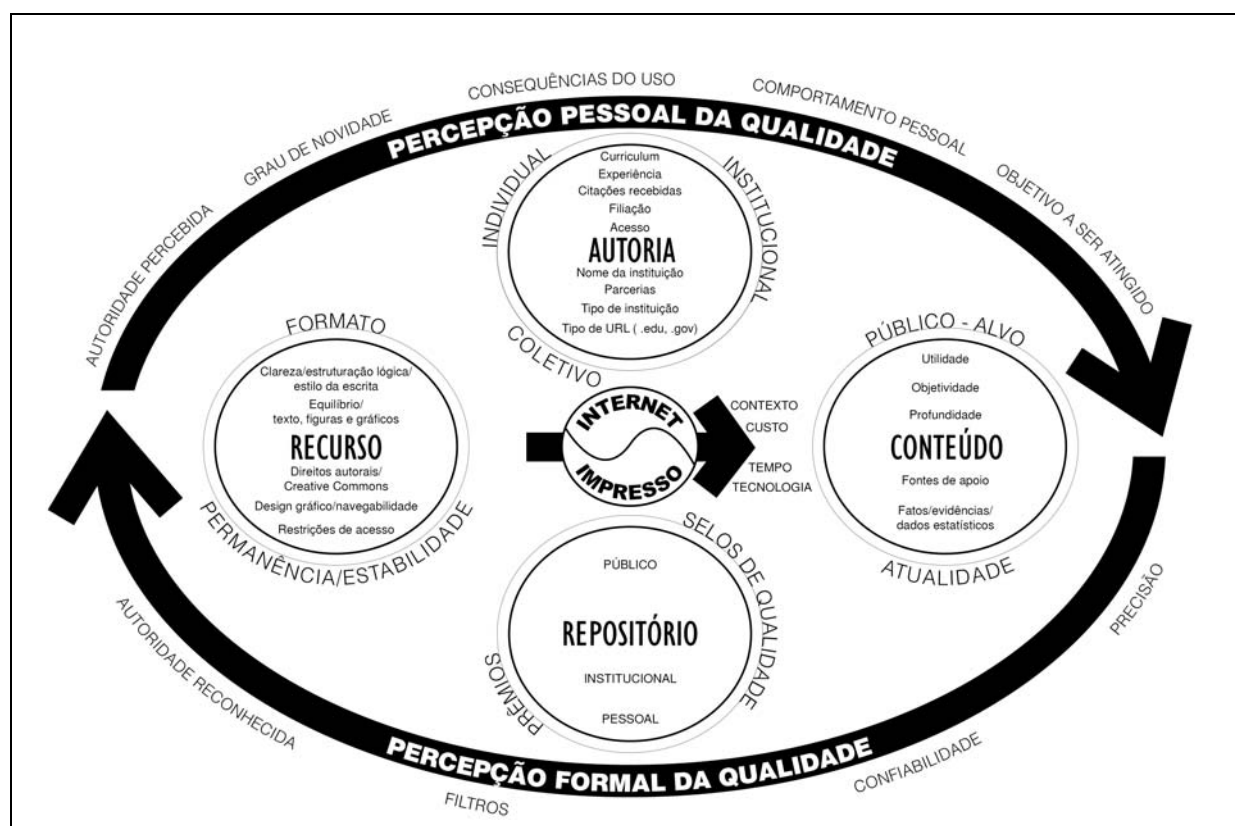 CONSEQUÊNCIAS DO USO
COMPORTAMENTO PESSOAL
GRAU DE NOVIDADE
OBJETIVO A SER ATINGIDO
AUTORIDADE PERCEBIDA
PERCEPÇÃO PESSOAL DA QUALIDADE
INDIVIDUAL
INSTITUCIONAL
COLETIVO
Curriculum
Experiência
Citações recebidas
Filiação
Acesso
AUTORIA
Nome da instituição
Parcerias
Tipo de instituição
Tipo de URL ( .edu, .gov)
FORMATO
Clareza/estruturação lógica/
estilo da escrita
Equilíbrio/
texto, figuras e gráficos
RECURSO
Direitos autorais/
Creative Commons
Design gráfico/navegabilidade
Restrições de acesso
PERMANÊNCIA/ESTABILIDADE
INTERNET
IMPRESSO
CONTEXTO
CUSTO
TEMPO
TECNOLOGIA
PÚBLICO - ALVO
Utilidade
Objetividade
Profundidade
CONTEÚDO
Fontes de apoio
Fatos/evidências/
dados estatísticos
ATUALIDADE
SELOS DE QUALIDADE
PÚBLICO
REPOSITÓRIO
INSTITUCIONAL
PESSOAL
PRÊMIOS
PRECISÃO
AUTORIDADE RECONHECIDA
PERCEPÇÃO FORMAL DA QUALIDADE
CONFIABILIDADE
FILTROS